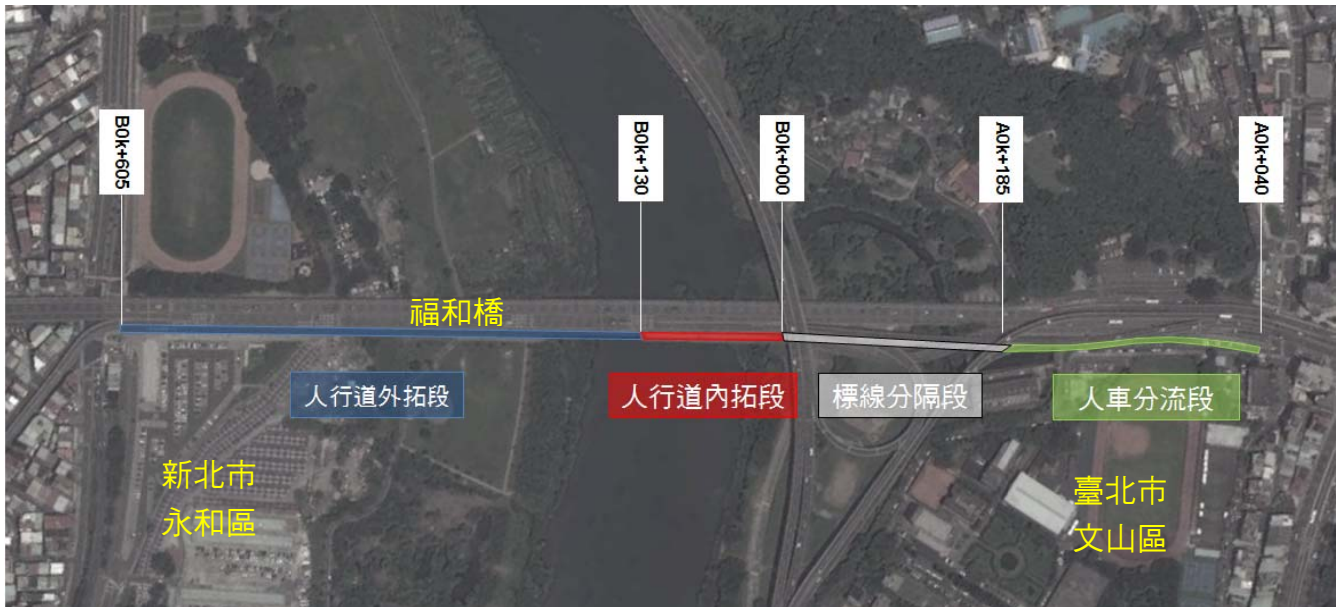 B0k+605
B0k+130
B0k+000
A0k+185
A0k+040
福和橋
人行道外拓段
人行道內拓段
標線分隔段
人車分流段
新北市
永和區
臺北市
文山區